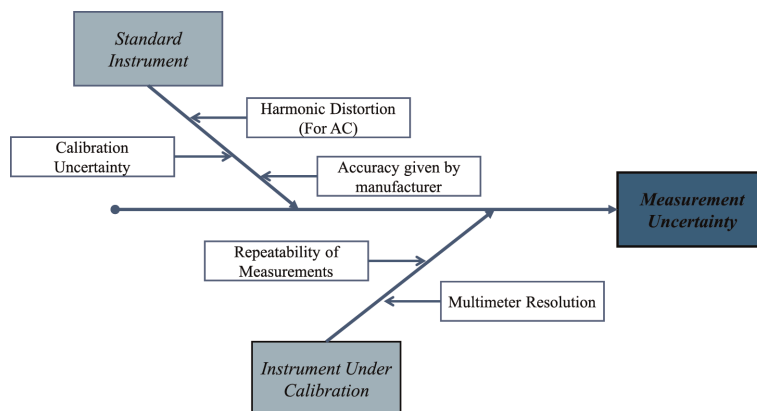 Standard
Instrument
Harmonic Distortion
(For AC)
Calibration
Uncertainty
Accuracy given by
manufacturer
Measurement
Uncertainty
Repeatability of
Measurements
Multimeter Resolution
Instrument Under
Calibration